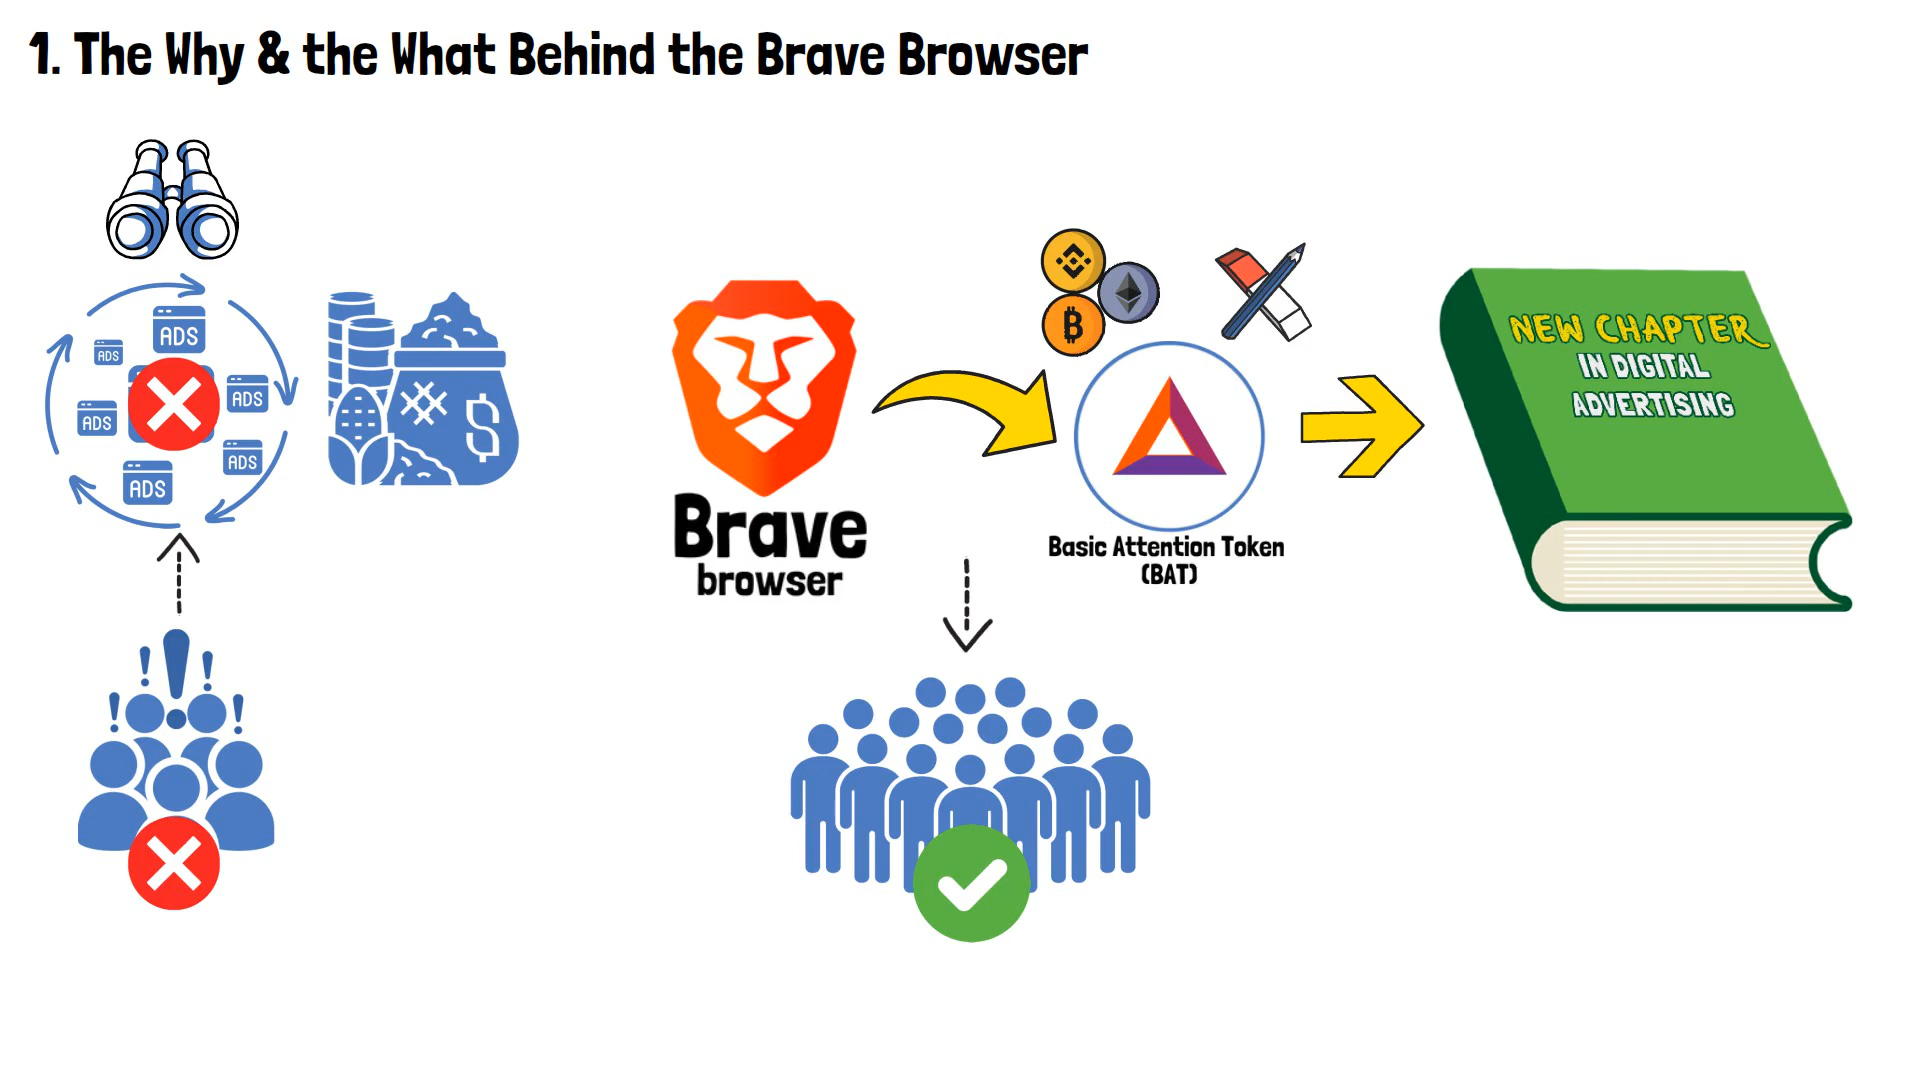 1. The Why & the What Behind the Brave Browser
ADS
ADS
ADS
ADS
ADS
ADS
$
Brave
browser
Basic Attention Token
(BAT)
NEW CHAPTER
IN DIGITAL
ADVERTISING